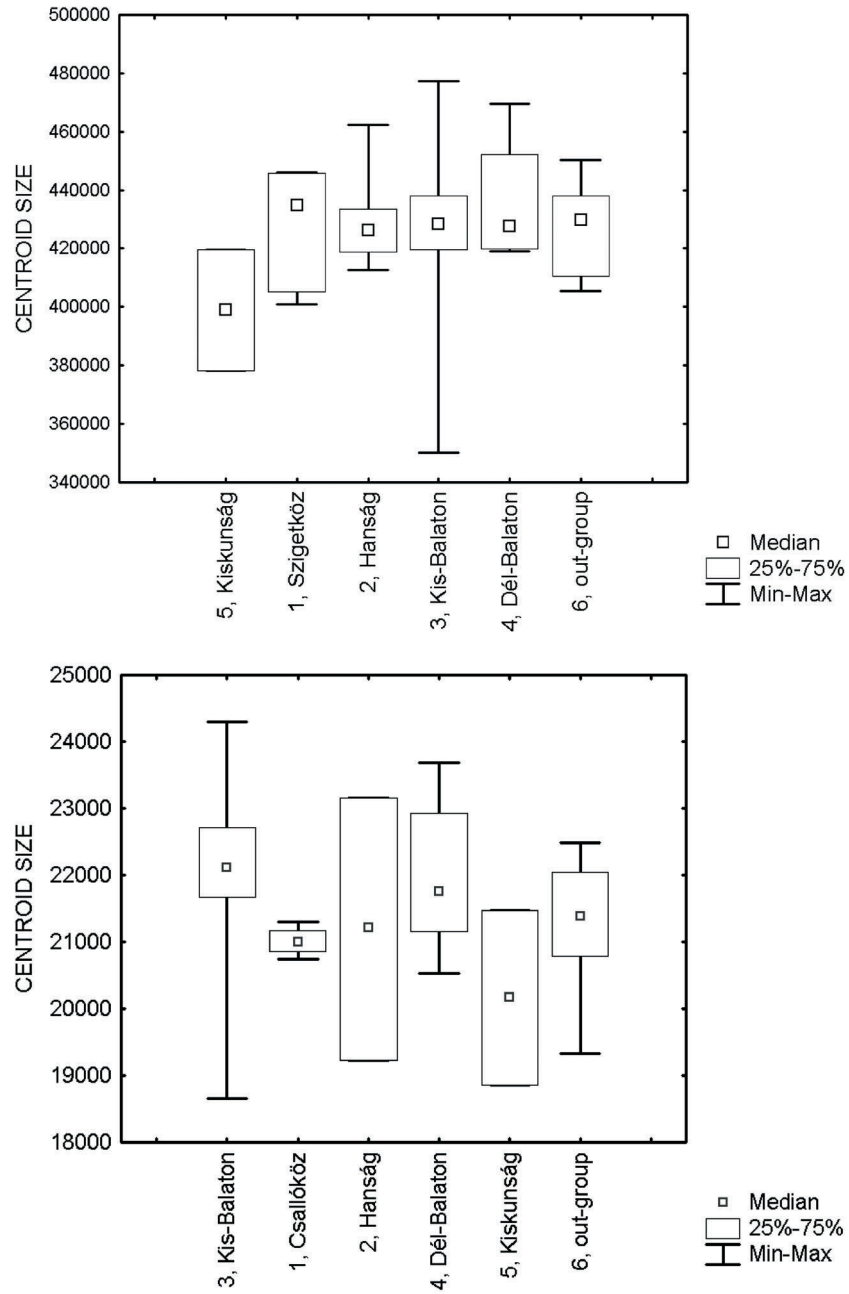 500000
480000
460000
440000
420000
400000
380000
360000
340000
CENTROID SIZE
5, Kiskunság
1, Szigetköz
2, Hanság
3, Kis-Balaton
4, Dél-Balaton
6, out-group
Median
25%-75%
Min-Max
25000
24000
23000
22000
21000
20000
19000
18000
CENTROID SIZE
3, Kis-Balaton
1, Csallóköz
2, Hanság
4, Dél-Balaton
5, Kiskunság
6, out-group
Median
25%-75%
Min-Max